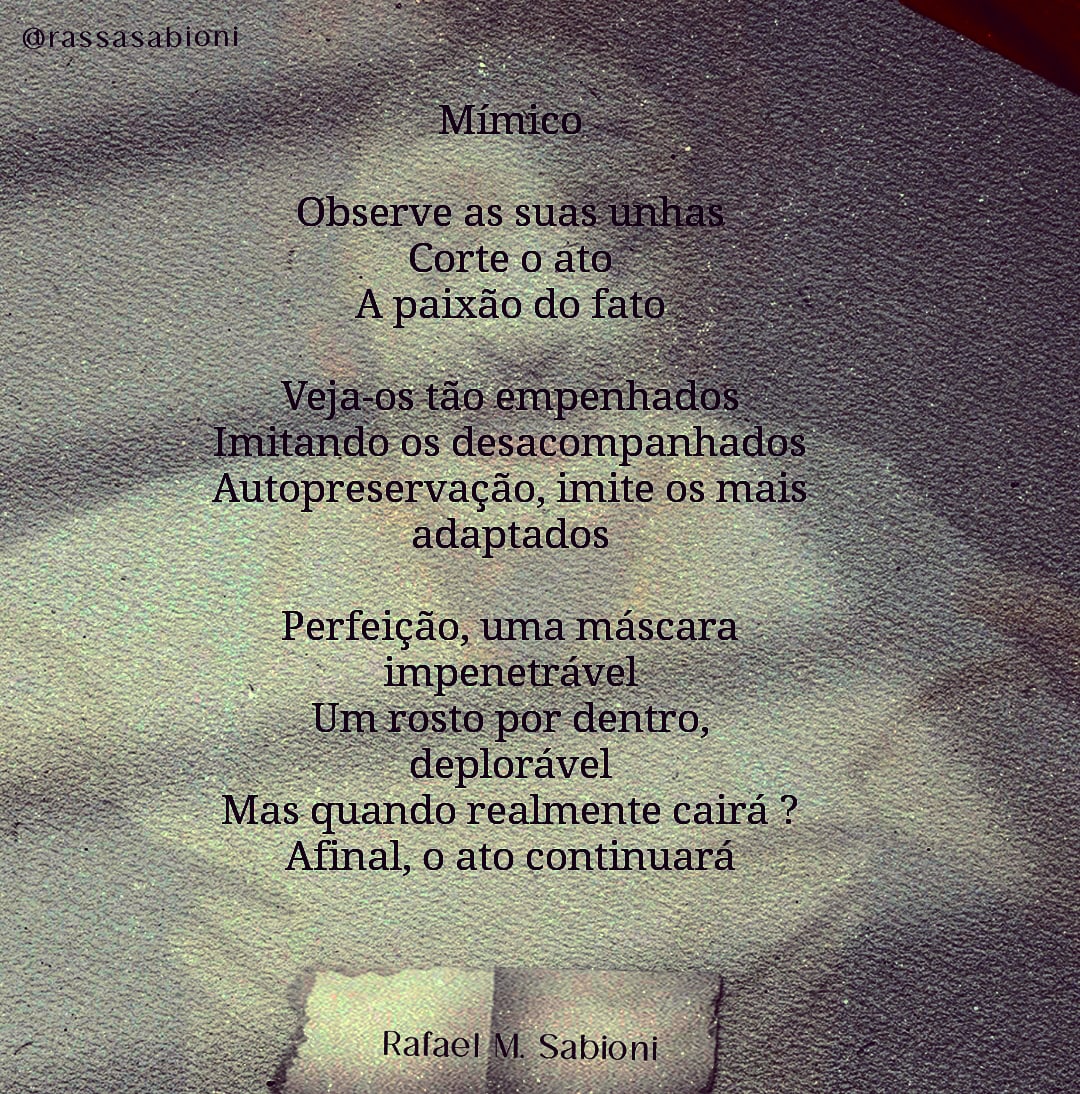 @rassasabioni
Mímico
Observe as suas unhas
Corte o ato
A paixão do fato
Veja-os tão empenhados
Imitando os desacompanhados
Autopreservação, imite os mais
adaptados
Perfeição, uma máscara
impenetrável
Um rosto por dentro,
deplorável
Mas quando realmente cairá ?
Afinal, o ato continuará
Rafael M. Sabioni